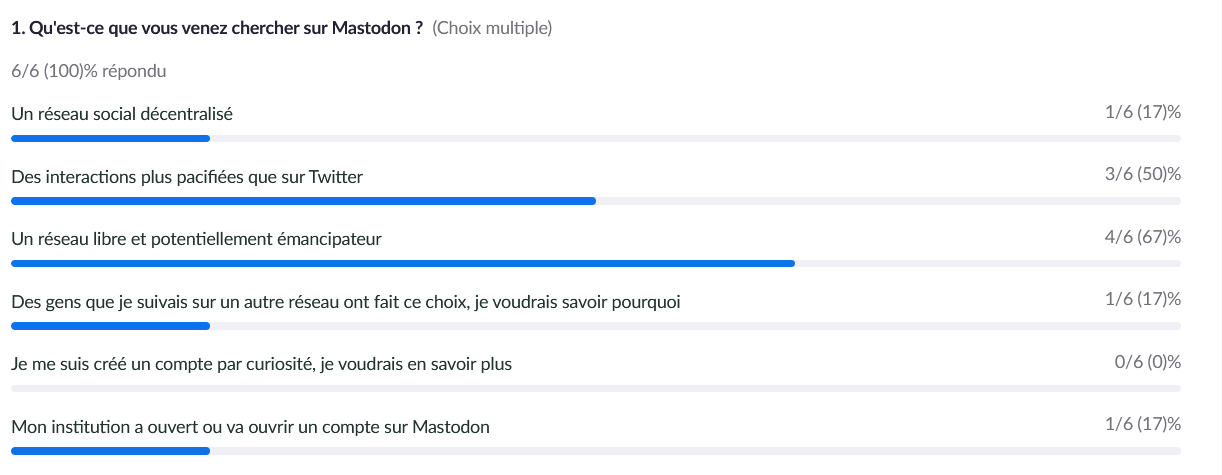 1. Qu'est-ce que vous venez chercher sur Mastodon ? (Choix multiple)
6/6 (100)% répondu
Un réseau social décentralisé 1/6 (17)%
Des interactions plus pacifiées que sur Twitter 3/6 (50)%
Un réseau libre et potentiellement émancipateur 4/6 (67)%
Des gens que je suivais sur un autre réseau ont fait ce choix, je voudrais savoir pourquoi 1/6 (17)%
Je me suis créé un compte par curiosité, je voudrais en savoir plus 0/6 (0)%
Mon institution a ouvert ou va ouvrir un compte sur Mastodon 1/6 (17)%